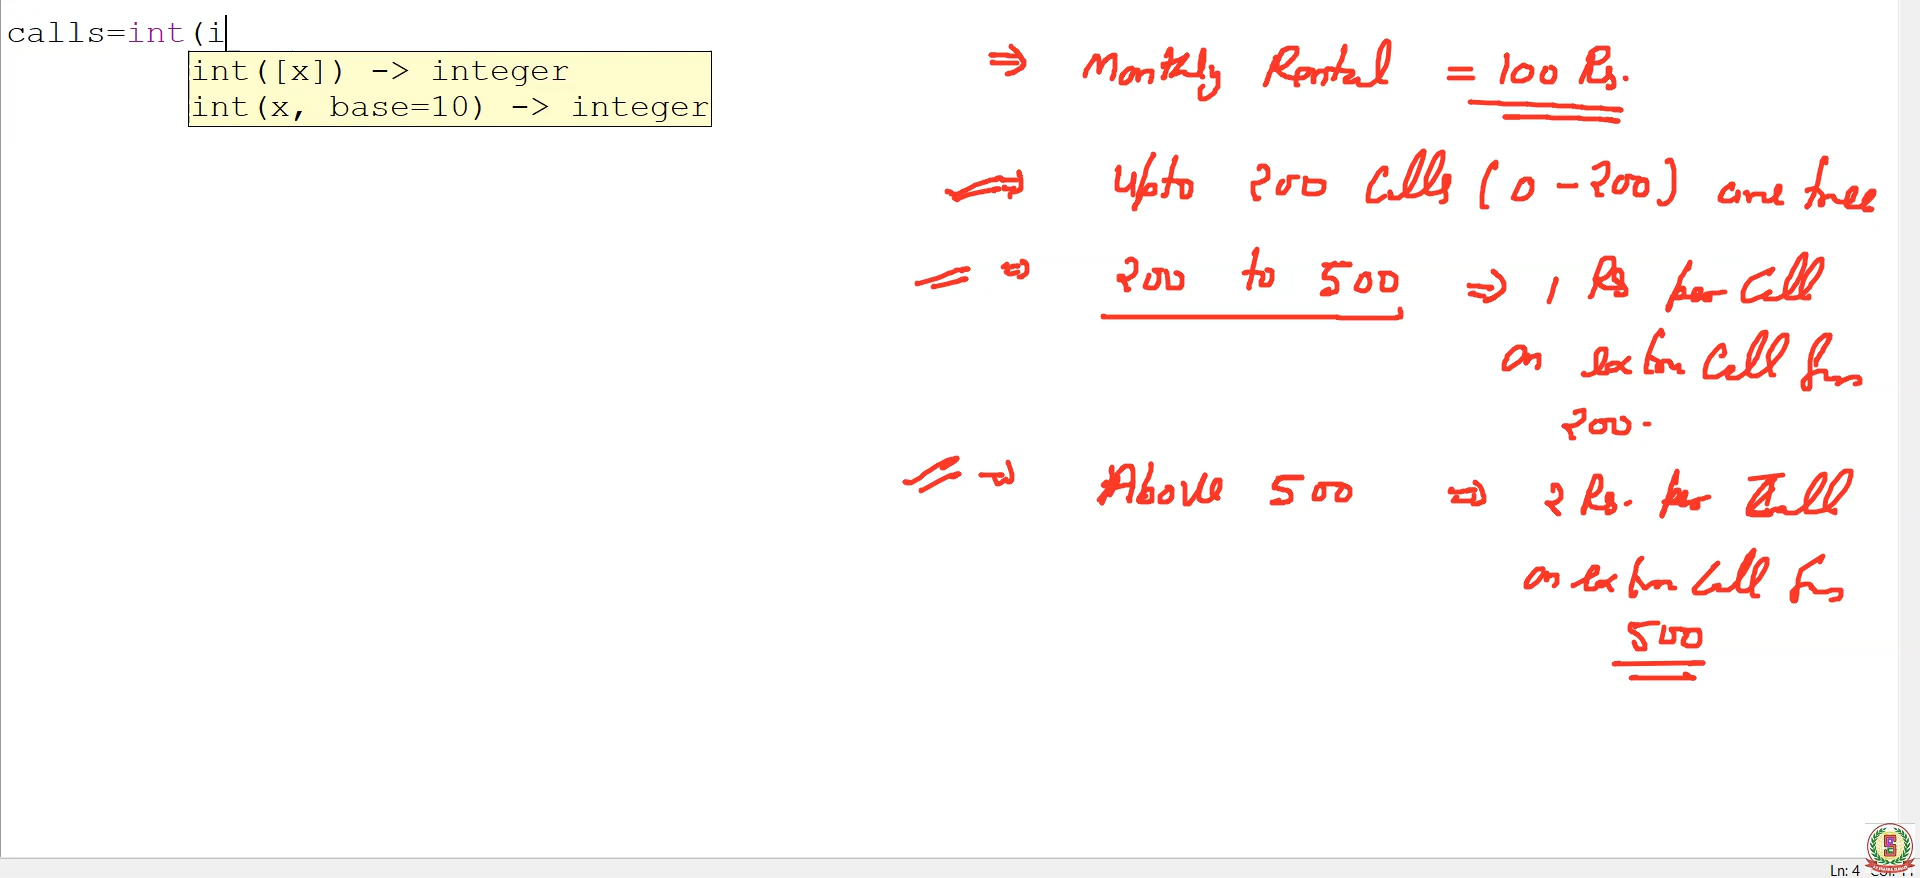 calls=int(i
int([x]) -> integer
int(x, base=10) -> integer
⇒ Monthly Rental = 100 Rs.
⇒ Upto 200 Calls (0-200) are free
⇒ 200 to 500 ⇒ 1 Rs per Call
on extra Call from
200.
⇒ Above 500 ⇒ 2 Rs. per Call
on extra Call from
500
Ln: 4